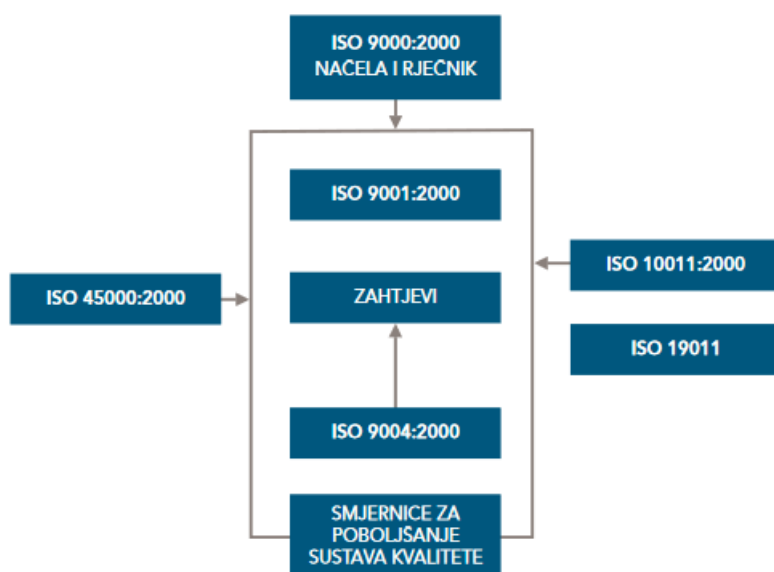 ISO 9000:2000
NAČELA I RJEČNIK
ISO 9001:2000
ISO 10011:2000
ISO 45000:2000
ZAHTJEVI
ISO 19011
ISO 9004:2000
SMJERNICE ZA
POBOLJŠANJE
SUSTAVA KVALITETE